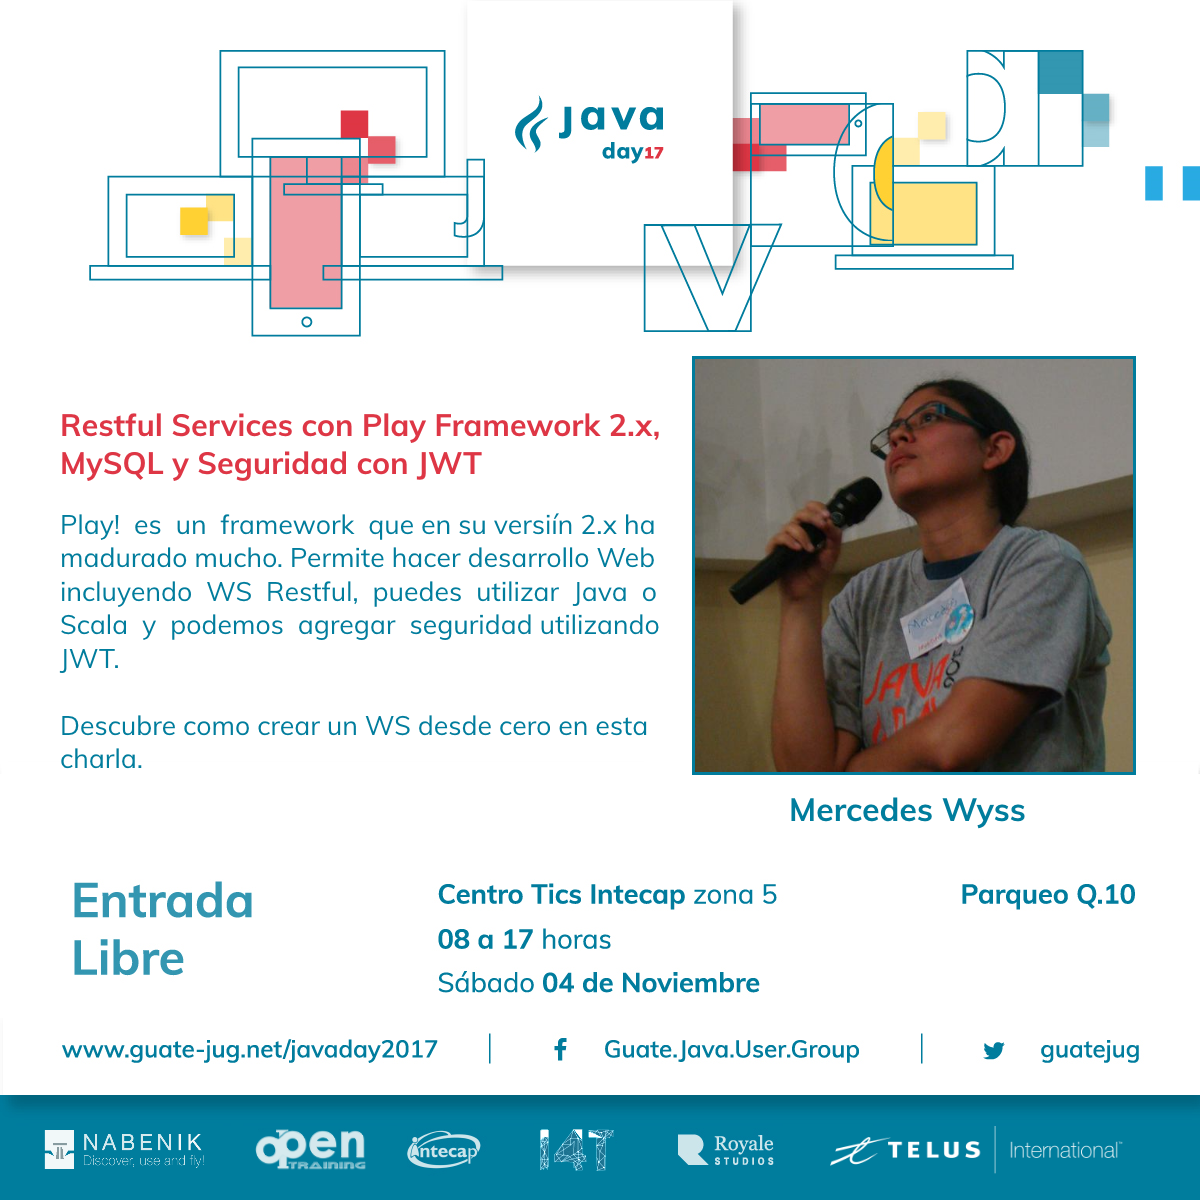 Java
day17
J
V
a
a
Restful Services con Play Framework 2.x,
MySQL y Seguridad con JWT
Play! es un framework que en su versiín 2.x ha
madurado mucho. Permite hacer desarrollo Web
incluyendo WS Restful, puedes utilizar Java o
Scala y podemos agregar seguridad utilizando
JWT.
Descubre como crear un WS desde cero en esta
charla.
JAVA
Mercedes Wyss
Entrada
Libre
Centro Tics Intecap zona 5
08 a 17 horas
Sábado 04 de Noviembre
Parqueo Q.10
www.guate-jug.net/javaday2017
Guate.Java.User.Group
guatejug
NABENIK
Discover, use and fly!
open
TRAINING
intecap
I4T
Royale
STUDIOS
TELUS International™